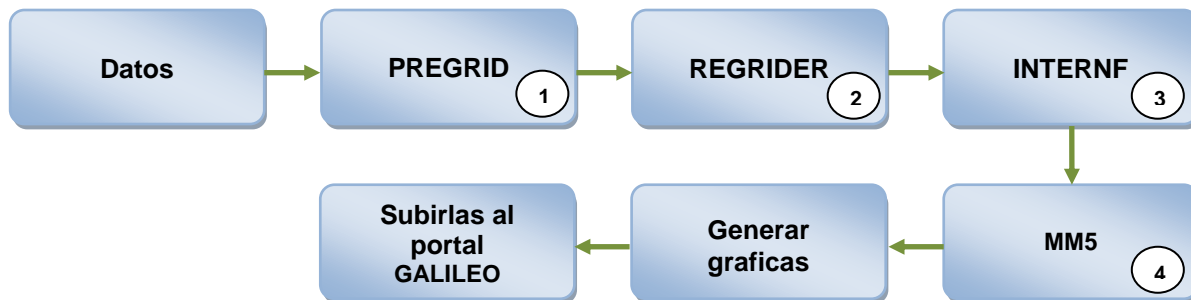 Datos
PREGRID
1
REGRIDER
2
INTERNF
3
MM5
4
Generar
graficas
Subirlas al
portal
GALILEO